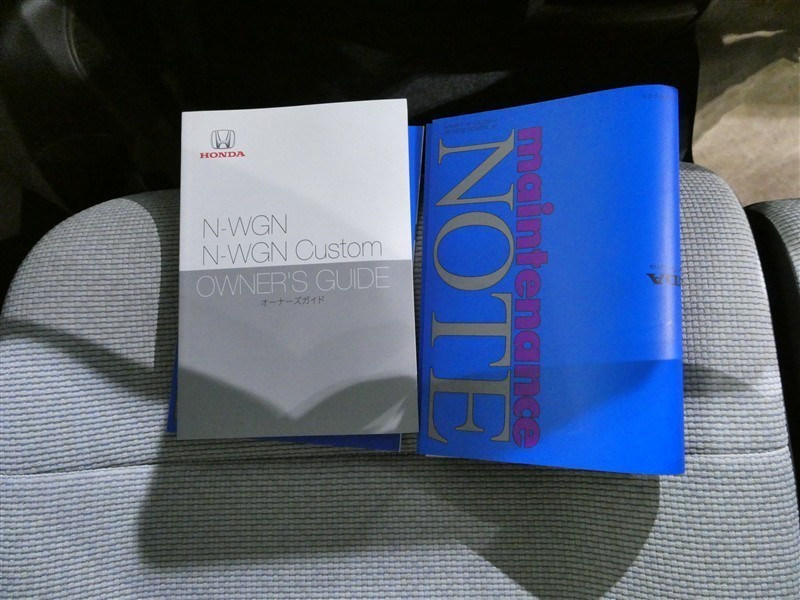 HONDA
N-WGN
N-WGN Custom
OWNER'S GUIDE
オーナーズガイド
maintenance
NOTE